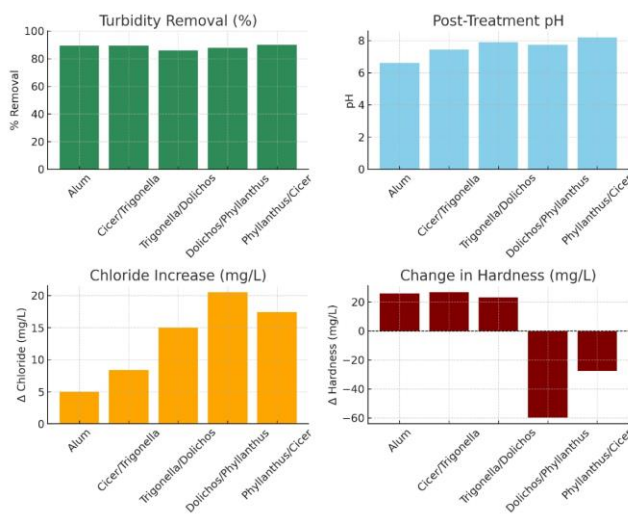 Turbidity Removal (%)
100
80
60
40
20
0
% Removal
Alum
Cicer/Trigonella
Trigonella/Dolichos
Dolichos/Phyllanthus
Phyllanthus/Cicer
Post-Treatment pH
8
6
4
2
0
pH
Alum
Cicer/Trigonella
Trigonella/Dolichos
Dolichos/Phyllanthus
Phyllanthus/Cicer
Chloride Increase (mg/L)
20
15
10
5
0
Δ Chloride (mg/L)
Alum
Cicer/Trigonella
Trigonella/Dolichos
Dolichos/Phyllanthus
Phyllanthus/Cicer
Change in Hardness (mg/L)
20
0
−20
−40
−60
Δ Hardness (mg/L)
Alum
Cicer/Trigonella
Trigonella/Dolichos
Dolichos/Phyllanthus
Phyllanthus/Cicer